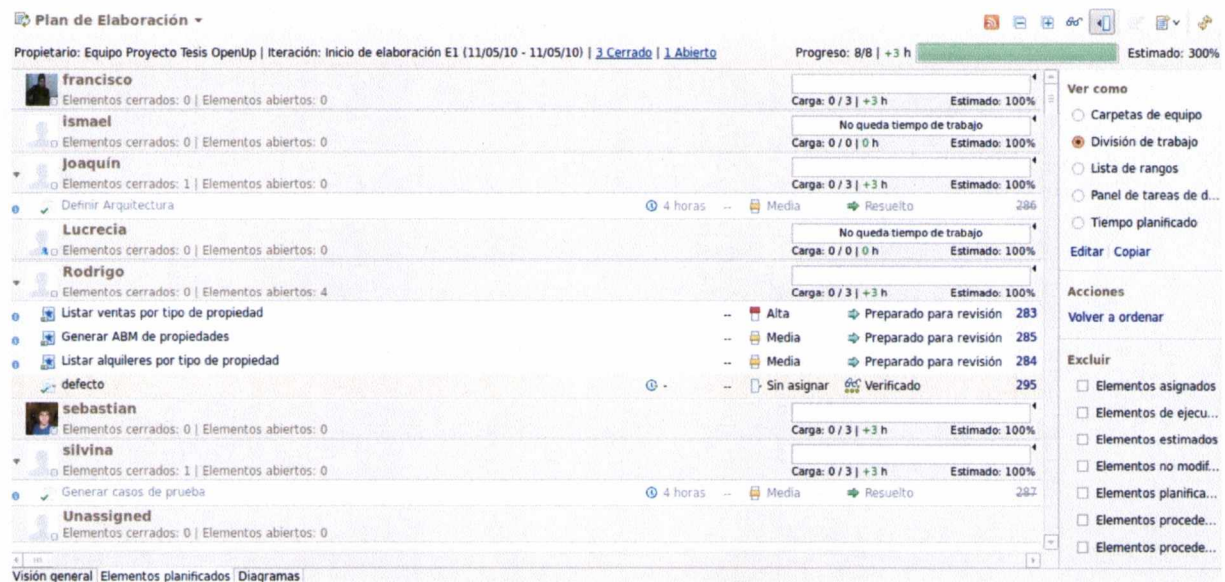 Plan de Elaboración
Propietario: Equipo Proyecto Tesis OpenUp | Iteración: Inicio de elaboración E1 (11/05/10 - 11/05/10) | 3 Cerrado | 1 Abierto Progreso: 8/8 | +3 h Estimado: 300%
francisco
Elementos cerrados: 0 | Elementos abiertos: 0 Carga: 0 / 3 | +3 h Estimado: 100%
ismael No queda tiempo de trabajo
Elementos cerrados: 0 | Elementos abiertos: 0 Carga: 0 / 0 | 0 h Estimado: 100%
Joaquín
Elementos cerrados: 1 | Elementos abiertos: 0 Carga: 0 / 3 | +3 h Estimado: 100%
Definir Arquitectura 4 horas -- Media Resuelto 286
Lucrecia No queda tiempo de trabajo
Elementos cerrados: 0 | Elementos abiertos: 0 Carga: 0 / 0 | 0 h Estimado: 100%
Rodrigo
Elementos cerrados: 0 | Elementos abiertos: 4 Carga: 0 / 3 | +3 h Estimado: 100%
Listar ventas por tipo de propiedad -- Alta Preparado para revisión 283
Generar ABM de propiedades -- Media Preparado para revisión 285
Listar alquileres por tipo de propiedad -- Media Preparado para revisión 284
defecto - -- Sin asignar Verificado 295
sebastian
Elementos cerrados: 0 | Elementos abiertos: 0 Carga: 0 / 3 | +3 h Estimado: 100%
silvina
Elementos cerrados: 1 | Elementos abiertos: 0 Carga: 0 / 3 | +3 h Estimado: 100%
Generar casos de prueba 4 horas -- Media Resuelto 287
Unassigned
Elementos cerrados: 0 | Elementos abiertos: 0
Ver como
Carpetas de equipo
División de trabajo
Lista de rangos
Panel de tareas de d...
Tiempo planificado
Editar | Copiar
Acciones
Volver a ordenar
Excluir
Elementos asignados
Elementos de ejecu...
Elementos estimados
Elementos no modif...
Elementos planifica...
Elementos procede...
Elementos procede...
Visión general Elementos planificados Diagramas